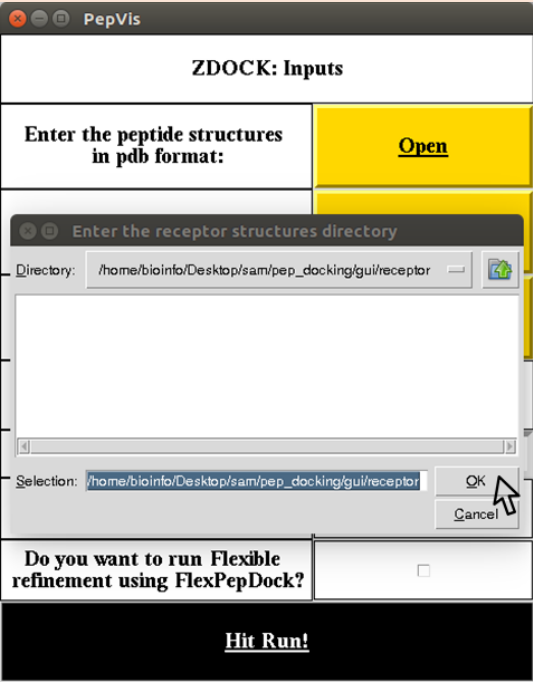 PepVis
ZDOCK: Inputs
Enter the peptide structures
in pdb format:
Open
Enter the receptor structures directory
Directory:
/home/bioinfo/Desktop/sam/pep_docking/gui/receptor
Selection:
/home/bioinfo/Desktop/sam/pep_docking/gui/receptor
OK
Cancel
Do you want to run Flexible
refinement using FlexPepDock?
Hit Run!